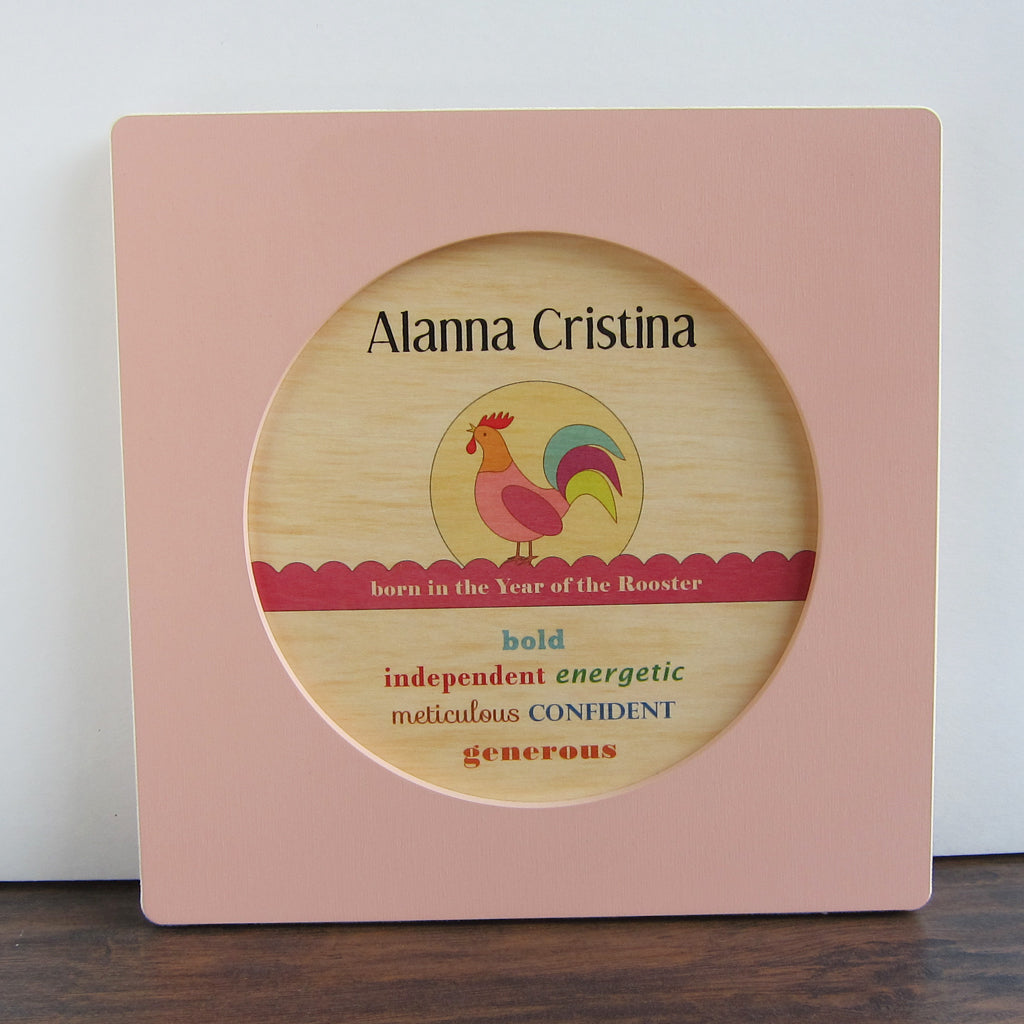 Alanna Cristina
born in the Year of the Rooster
bold
independent energetic
meticulous CONFIDENT
generous